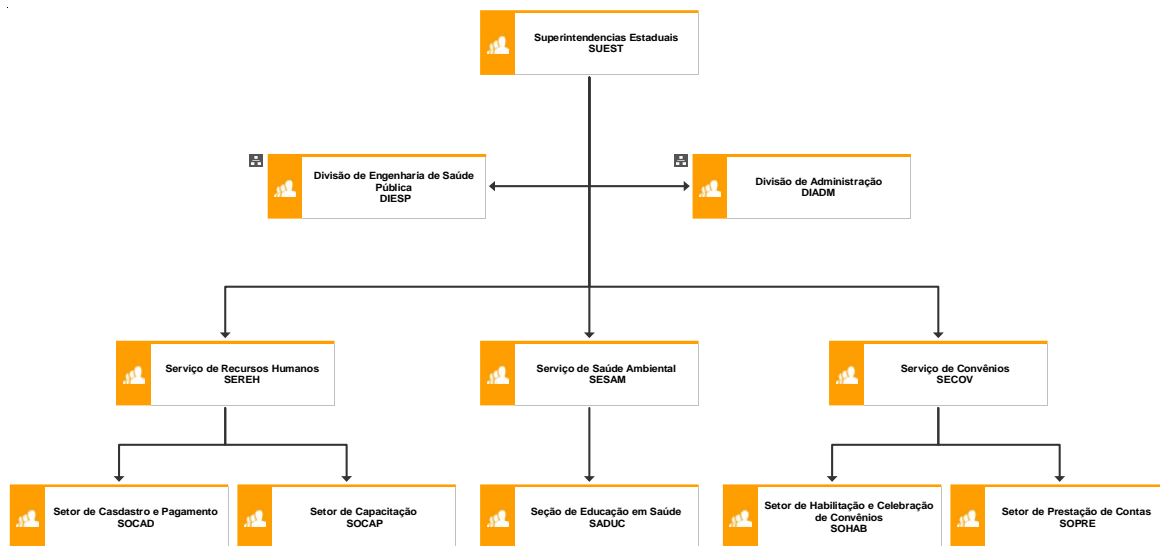 Superintendencias Estaduais
SUEST
Divisão de Engenharia de Saúde
Pública
DIESP
Divisão de Administração
DIADM
Serviço de Recursos Humanos
SEREH
Serviço de Saúde Ambiental
SESAM
Serviço de Convênios
SECOV
Setor de Casdastro e Pagamento
SOCAD
Setor de Capacitação
SOCAP
Seção de Educação em Saúde
SADUC
Setor de Habilitação e Celebração
de Convênios
SOHAB
Setor de Prestação de Contas
SOPRE